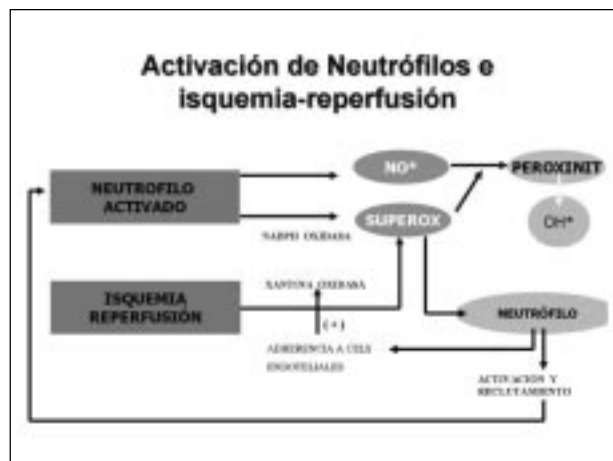 Activación de Neutrófilos e
isquemia-reperfusión
NEUTROFILO
ACTIVADO
NO*
PEROXINIT
SUPEROX
OH*
NADPH OXIDASA
XANTINA OXIDASA
ISQUEMIA
REPERFUSIÓN
(+)
NEUTRÓFILO
ADHERENCIA A CELS
ENDOTELIALES
ACTIVACION Y
RECLUTAMIENTO